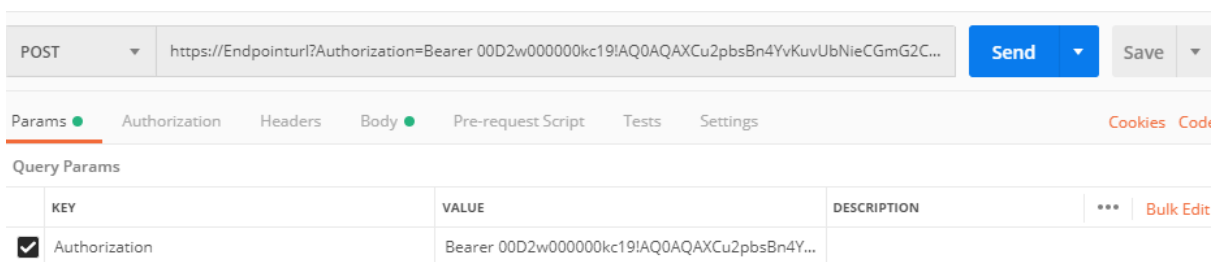 POST https://Endpointurl?Authorization=Bearer 00D2w000000kc19!AQ0AQAXCu2pbsBn4YvKuvUbNieCGmG2C... Send Save
Params Authorization Headers Body Pre-request Script Tests Settings Cookies Code
Query Params
KEY VALUE DESCRIPTION ••• Bulk Edit
Authorization Bearer 00D2w000000kc19!AQ0AQAXCu2pbsBn4Y...